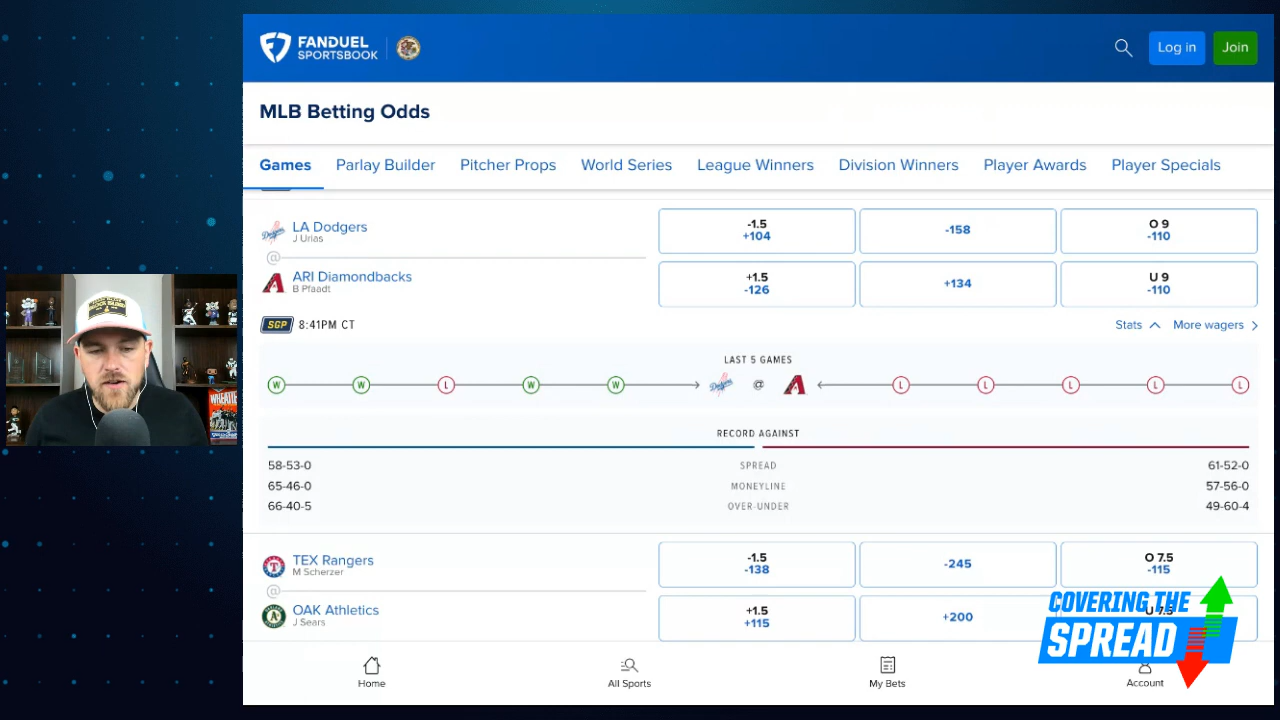 FANDUEL
SPORTSBOOK
Log in
Join
MLB Betting Odds
Games
Parlay Builder
Pitcher Props
World Series
League Winners
Division Winners
Player Awards
Player Specials
LA Dodgers
J Urias
-1.5
+104
-158
O 9
-110
@
ARI Diamondbacks
B Pfaadt
+1.5
-126
+134
U 9
-110
SGP 8:41PM CT
Stats
More wagers
LAST 5 GAMES
W W L W W Dodgers @ A L L L L L
RECORD AGAINST
58-53-0 SPREAD 61-52-0
65-46-0 MONEYLINE 57-56-0
66-40-5 OVER-UNDER 49-60-4
TEX Rangers
M Scherzer
-1.5
-138
-245
O 7.5
-115
@
OAK Athletics
J Sears
+1.5
+115
+200
U 7.5
COVERING THE
SPREAD
Home
All Sports
My Bets
Account
WHEATIES